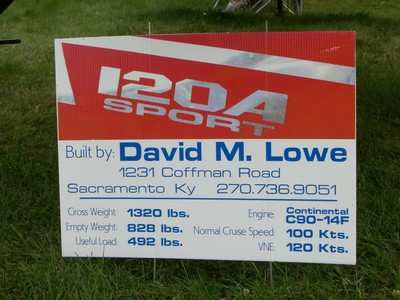 120A
SPORT
Built by: David M. Lowe
1231 Coffman Road
Sacramento Ky 270.736.9051
Gross Weight: 1320 lbs.
Empty Weight: 828 lbs.
Useful Load: 492 lbs.
Engine: Continental C90-14F
Normal Cruise Speed: 100 Kts.
VNE: 120 Kts.